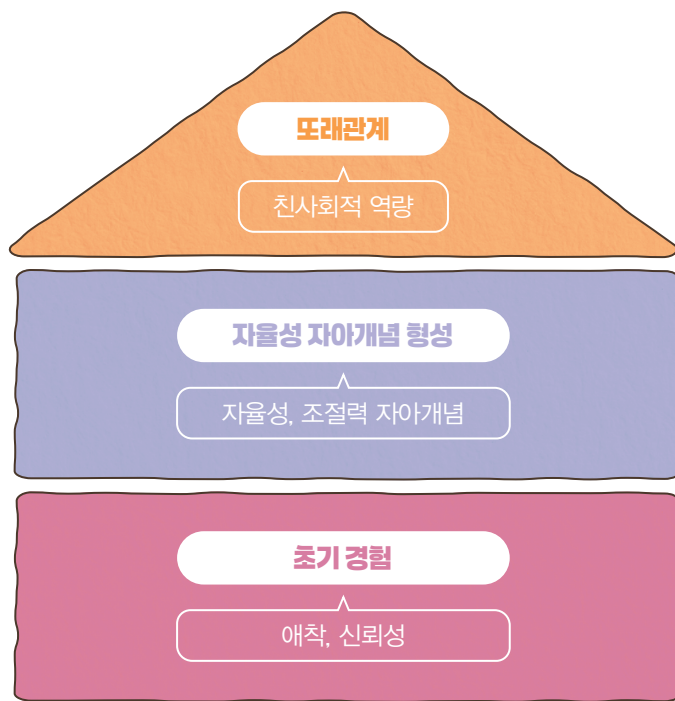 또래관계
친사회적 역량
자율성 자아개념 형성
자율성, 조절력 자아개념
초기 경험
애착, 신뢰성